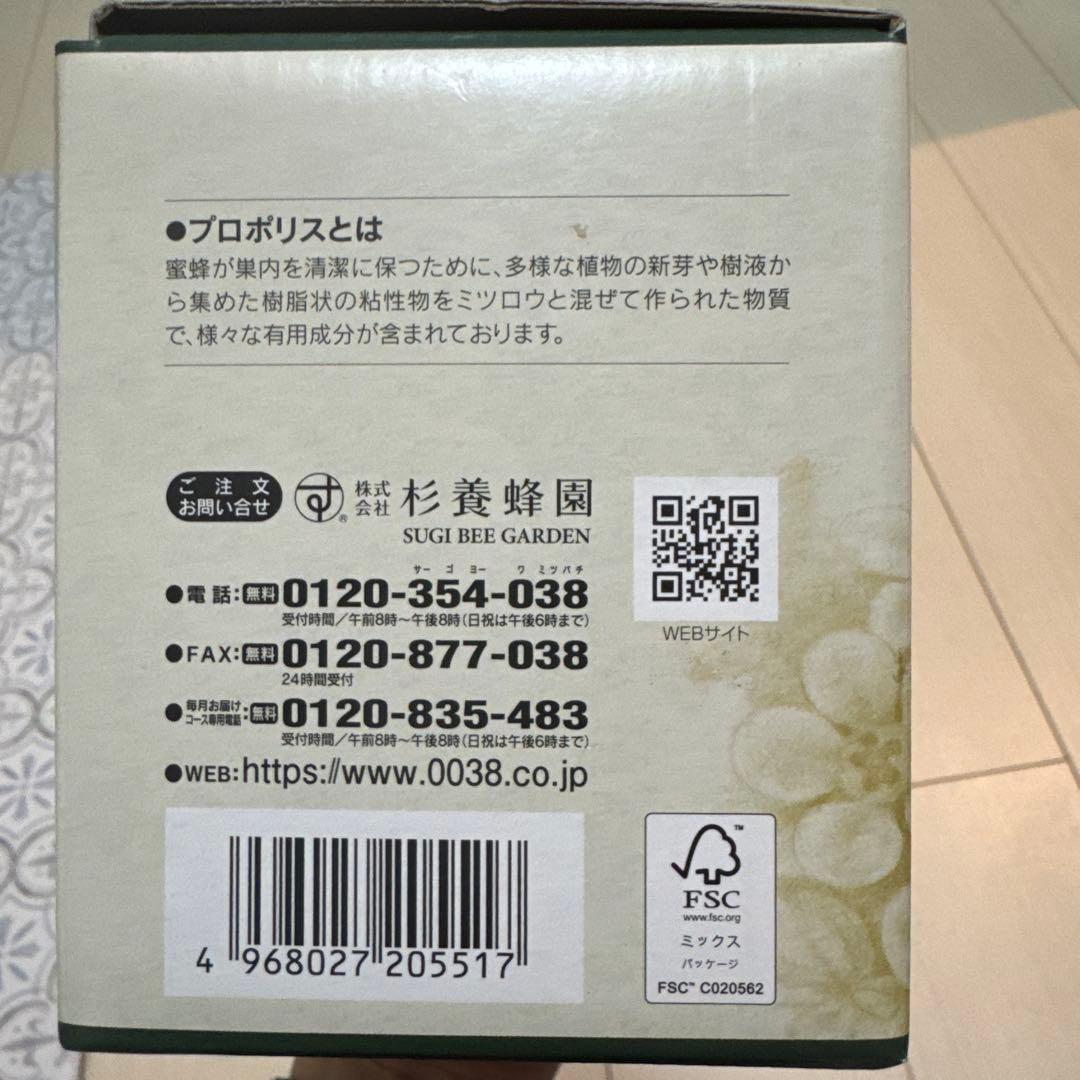 ●プロポリスとは
蜜蜂が巣内を清潔に保つために、多様な植物の新芽や樹液か
ら集めた樹脂状の粘性物をミツロウと混ぜて作られた物質
で、様々な有用成分が含まれております。
ご注文
お問い合せ
す®
株式会社 杉養蜂園
SUGI BEE GARDEN
サーゴヨー ワ ミツバチ
●電話:無料 0120-354-038
受付時間/午前8時〜午後8時(日祝は午後6時まで)
●FAX:無料 0120-877-038
24時間受付
●毎月お届けコース専用電話:無料 0120-835-483
受付時間/午前8時〜午後8時(日祝は午後6時まで)
●WEB:https://www.0038.co.jp
WEBサイト
4 968027 205517
FSC™
www.fsc.org
ミックス
パッケージ
FSC™ C020562